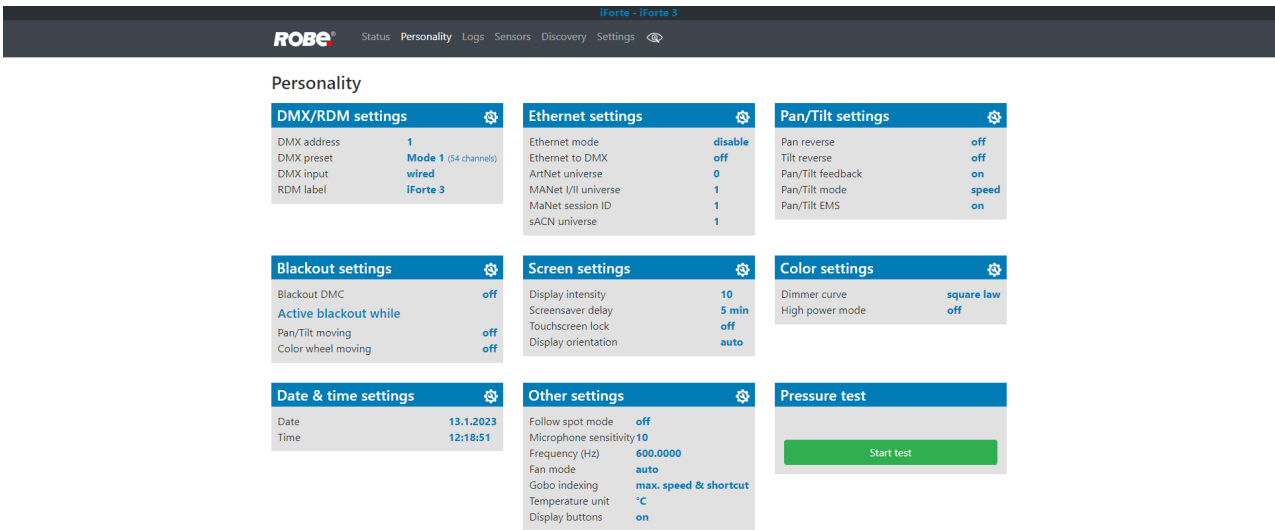 iForte - iForte 3
ROBE® Status Personality Logs Sensors Discovery Settings
Personality
DMX/RDM settings
DMX address 1
DMX preset Mode 1 (54 channels)
DMX input wired
RDM label iForte 3
Ethernet settings
Ethernet mode disable
Ethernet to DMX off
ArtNet universe 0
MANet I/II universe 1
MaNet session ID 1
sACN universe 1
Pan/Tilt settings
Pan reverse off
Tilt reverse off
Pan/Tilt feedback on
Pan/Tilt mode speed
Pan/Tilt EMS on
Blackout settings
Blackout DMC off
Active blackout while
Pan/Tilt moving off
Color wheel moving off
Screen settings
Display intensity 10
Screensaver delay 5 min
Touchscreen lock off
Display orientation auto
Color settings
Dimmer curve square law
High power mode off
Date & time settings
Date 13.1.2023
Time 12:18:51
Other settings
Follow spot mode off
Microphone sensitivity 10
Frequency (Hz) 600.0000
Fan mode auto
Gobo indexing max. speed & shortcut
Temperature unit °C
Display buttons on
Pressure test
Start test